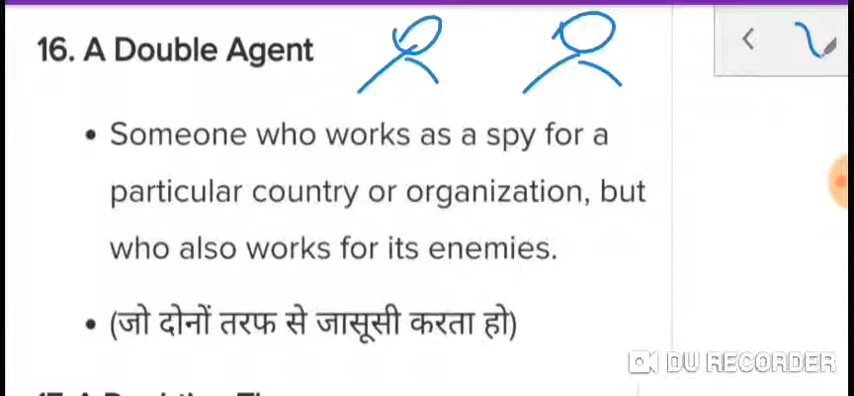 16. A Double Agent
• Someone who works as a spy for a
particular country or organization, but
who also works for its enemies.
• (जो दोनों तरफ से जासूसी करता हो)
DU RECORDER